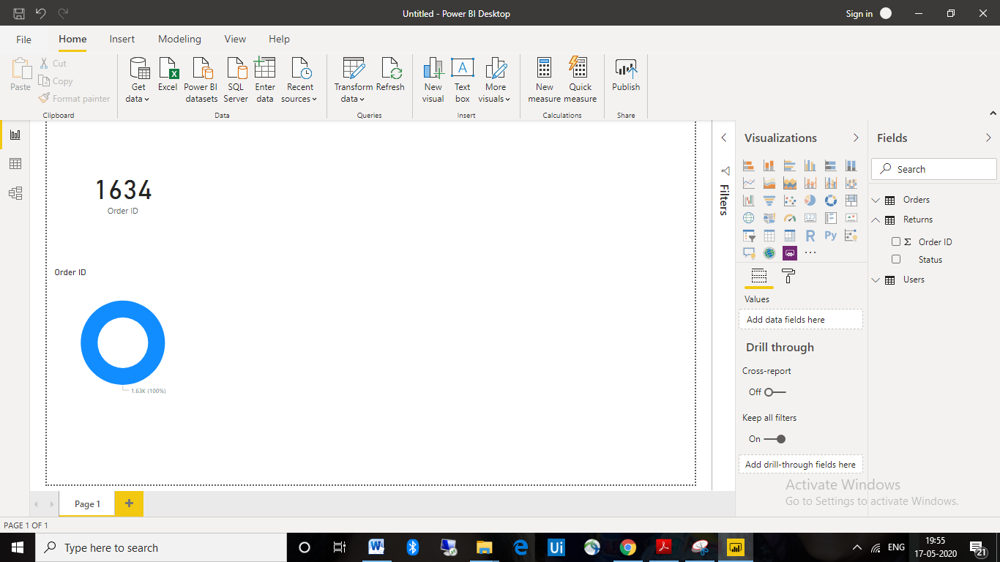 Untitled - Power BI Desktop
Sign in
File Home Insert Modeling View Help
Paste
Cut
Copy
Format painter
Clipboard
Get data
Excel
Power BI datasets
SQL Server
Enter data
Recent sources
Data
Transform data
Refresh
Queries
New visual
Text box
More visuals
Insert
New measure
Quick measure
Calculations
Publish
Share
1634
Order ID
Order ID
1.63K (100%)
Filters
Visualizations
123
R
Py
Values
Add data fields here
Drill through
Cross-report
Off
Keep all filters
On
Add drill-through fields here
Fields
Search
Orders
Returns
Σ Order ID
Status
Users
Activate Windows
Go to Settings to activate Windows.
Page 1
PAGE 1 OF 1
Type here to search
Ui
ENG
19:55
17-05-2020
21